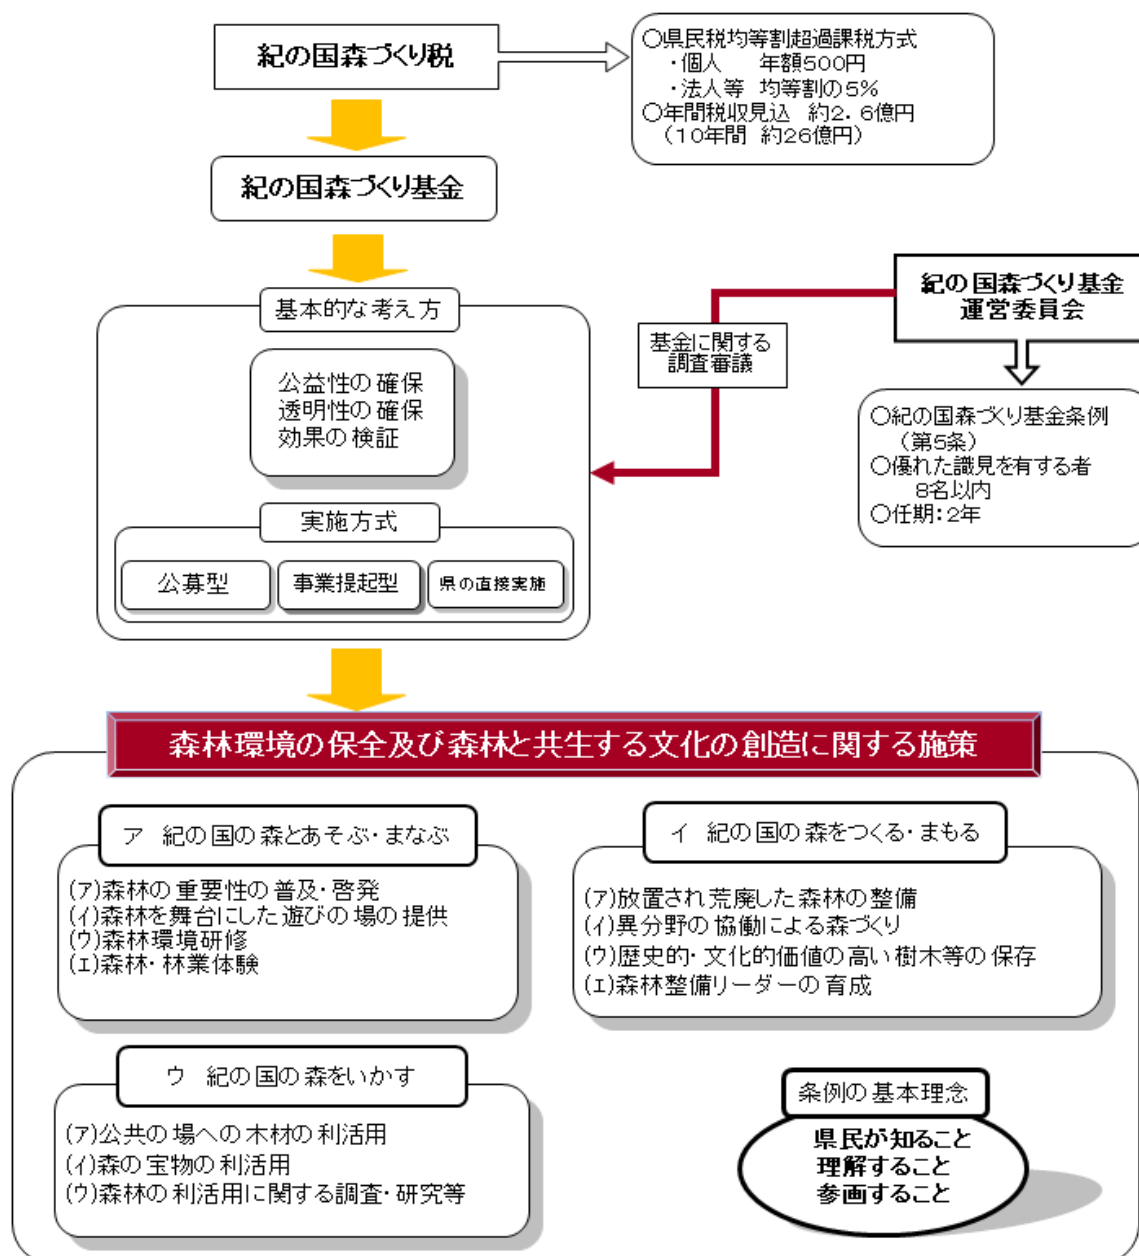 紀の国森づくり税
○県民税均等割超過課税方式
・個人 年額500円
・法人等 均等割の5%
○年間税収見込 約2.6億円
(10年間 約26億円)
紀の国森づくり基金
紀の国森づくり基金
運営委員会
基金に関する
調査審議
○紀の国森づくり基金条例
(第5条)
○優れた識見を有する者
8名以内
○任期:2年
基本的な考え方
公益性の確保
透明性の確保
効果の検証
実施方式
公募型
事業提起型
県の直接実施
森林環境の保全及び森林と共生する文化の創造に関する施策
ア 紀の国の森とあそぶ・まなぶ
(ア)森林の重要性の普及・啓発
(イ)森林を舞台にした遊びの場の提供
(ウ)森林環境研修
(エ)森林・林業体験
イ 紀の国の森をつくる・まもる
(ア)放置され荒廃した森林の整備
(イ)異分野の協働による森づくり
(ウ)歴史的・文化的価値の高い樹木等の保存
(エ)森林整備リーダーの育成
ウ 紀の国の森をいかす
(ア)公共の場への木材の利活用
(イ)森の宝物の利活用
(ウ)森林の利活用に関する調査・研究等
条例の基本理念
県民が知ること
理解すること
参画すること